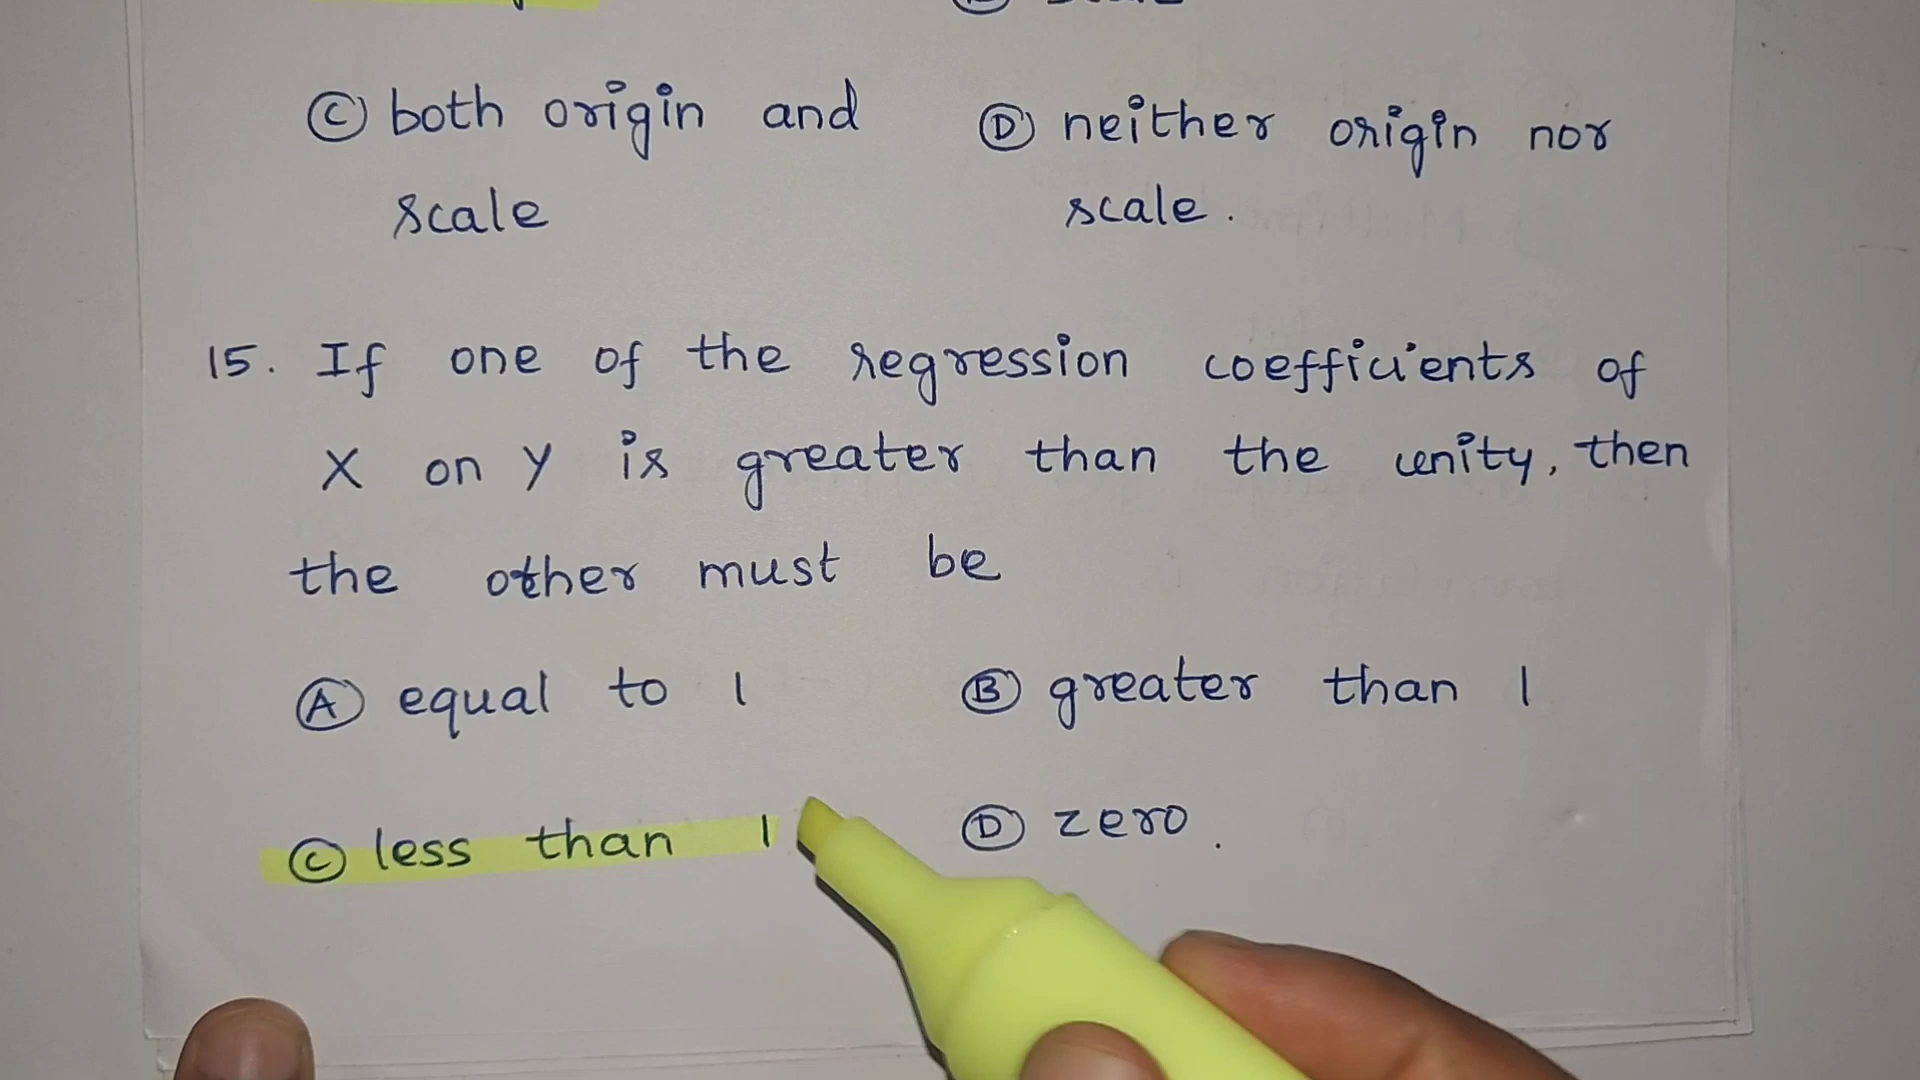 Ⓒ both origin and
scale
Ⓓ neither origin nor
scale.
15. If one of the regression coefficients of
X on Y is greater than the unity, then
the other must be
Ⓐ equal to 1
Ⓑ greater than 1
Ⓒ less than 1
Ⓓ zero.